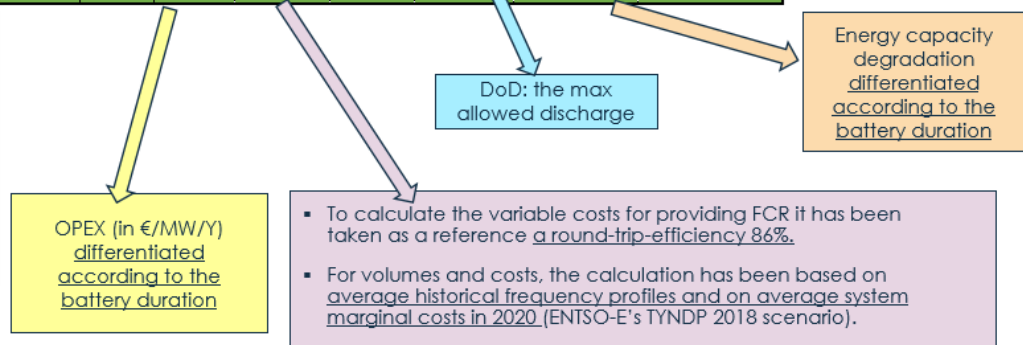 Energy capacity
degradation
differentiated
according to the
battery duration
DoD: the max
allowed discharge
OPEX (in €/MW/Y)
differentiated
according to the
battery duration
▪ To calculate the variable costs for providing FCR it has been
taken as a reference a round-trip-efficiency 86%.
▪ For volumes and costs, the calculation has been based on
average historical frequency profiles and on average system
marginal costs in 2020 (ENTSO-E’s TYNDP 2018 scenario).